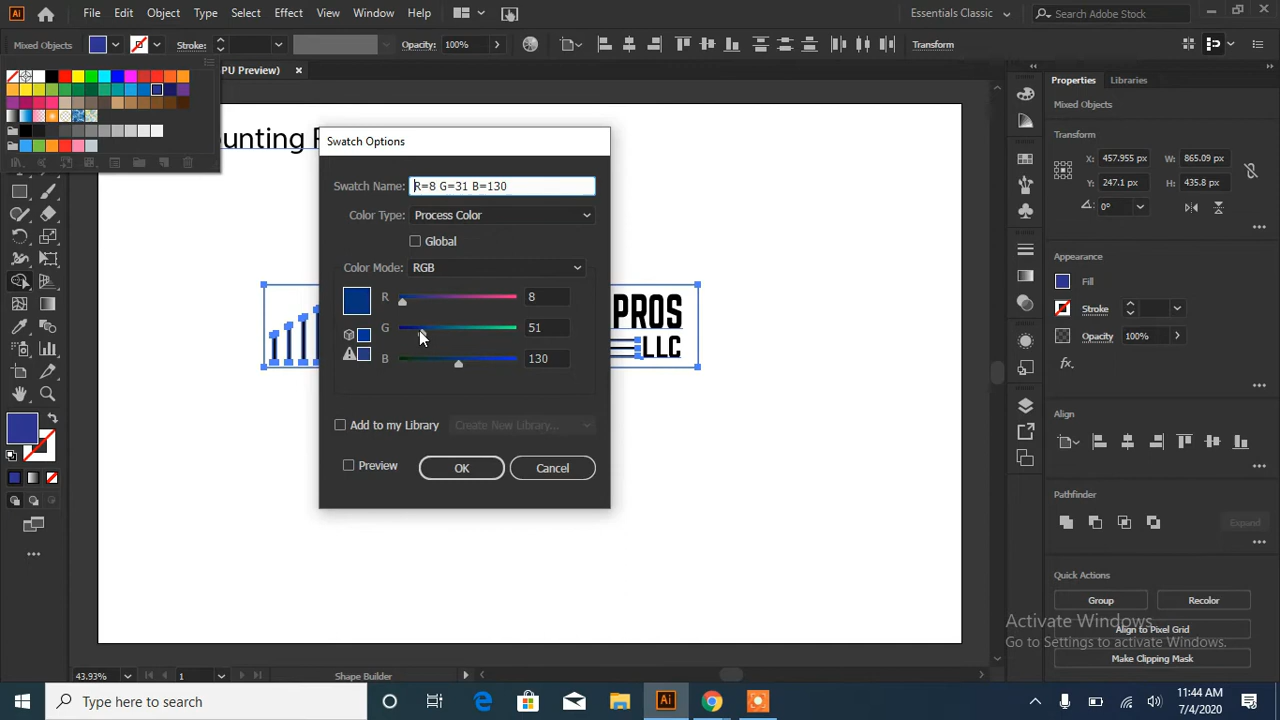 File Edit Object Type Select Effect View Window Help
Essentials Classic
Search Adobe Stock
Mixed Objects
Stroke:
Opacity: 100%
Transform
PU Preview)
Swatch Options
Swatch Name: R=8 G=31 B=130
Color Type: Process Color
Global
Color Mode: RGB
R 8
G 51
B 130
Add to my Library Create New Library...
Preview OK Cancel
ounting
PROS
LLC
Properties Libraries
Mixed Objects
Transform
X: 457.955 px W: 865.09 px
Y: 247.1 px H: 435.8 px
0°
Appearance
Fill
Stroke
Opacity 100%
fx.
Align
Pathfinder
Expand
Quick Actions
Group Recolor
Align to Pixel Grid
Make Clipping Mask
Activate Windows
Go to Settings to activate Windows.
43.93% 1 Shape Builder
Type here to search
Ai
11:44 AM
7/4/2020